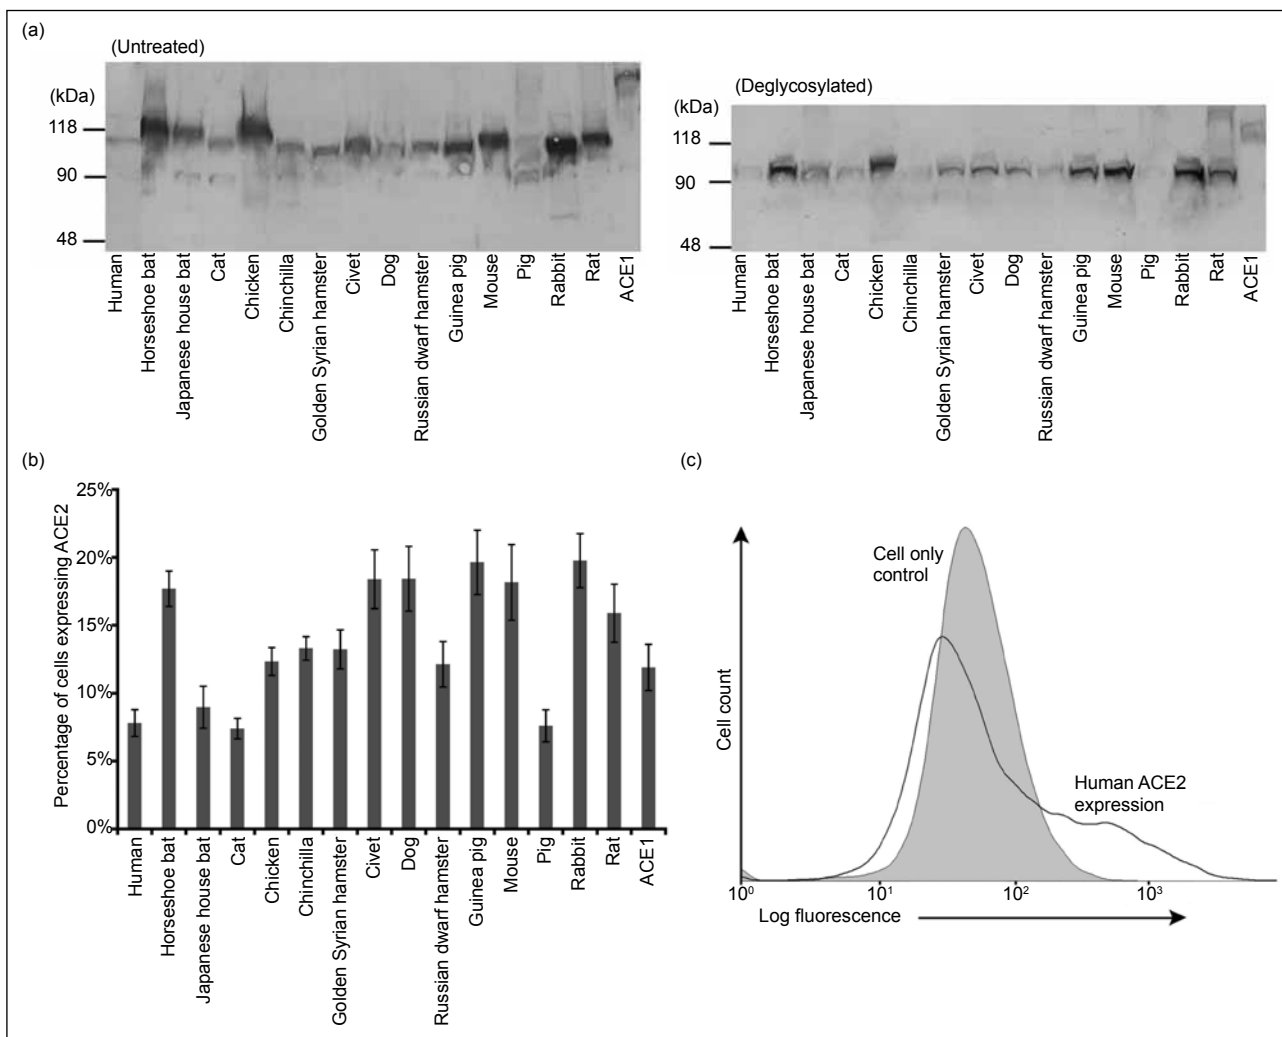 (a)
(Untreated)
(kDa)
118
90
48
Human
Horseshoe bat
Japanese house bat
Cat
Chicken
Chinchilla
Golden Syrian hamster
Civet
Dog
Russian dwarf hamster
Guinea pig
Mouse
Pig
Rabbit
Rat
ACE1
(Deglycosylated)
(kDa)
118
90
48
Human
Horseshoe bat
Japanese house bat
Cat
Chicken
Chinchilla
Golden Syrian hamster
Civet
Dog
Russian dwarf hamster
Guinea pig
Mouse
Pig
Rabbit
Rat
ACE1
(b)
Percentage of cells expressing ACE2
25%
20%
15%
10%
5%
0%
Human
Horseshoe bat
Japanese house bat
Cat
Chicken
Chinchilla
Golden Syrian hamster
Civet
Dog
Russian dwarf hamster
Guinea pig
Mouse
Pig
Rabbit
Rat
ACE1
(c)
Cell only
control
Human ACE2
expression
Cell count
10⁰
10¹
10²
10³
Log fluorescence